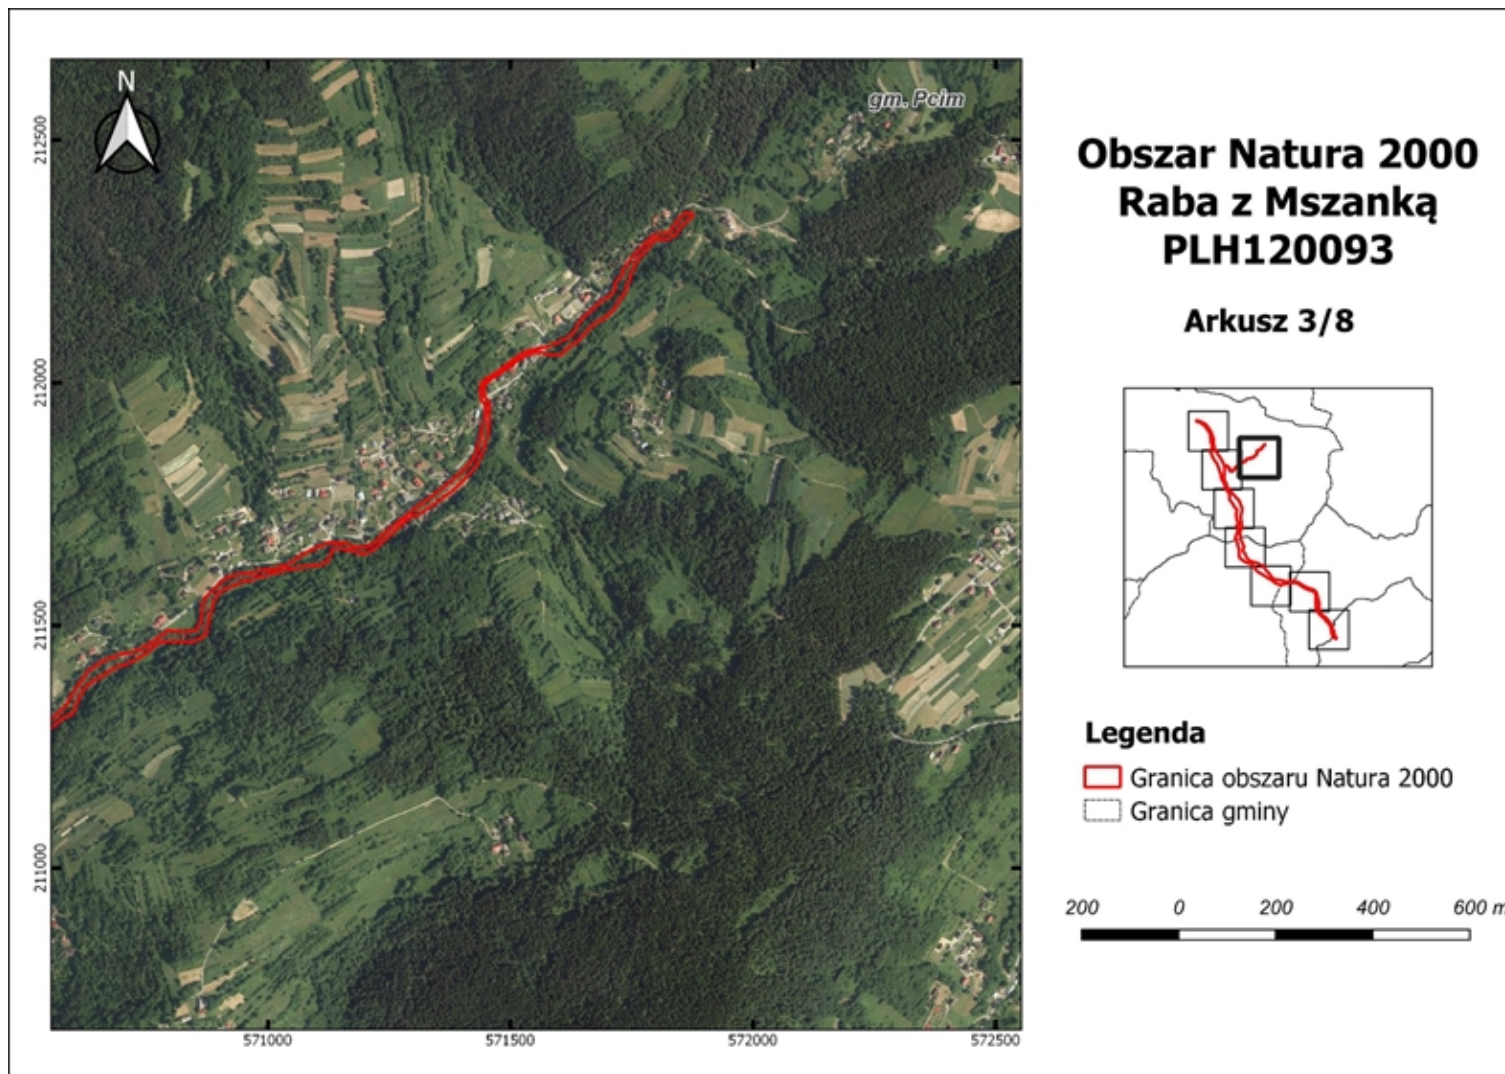 N
gm. Pcim
212500
212000
211500
211000
571000
571500
572000
572500
Obszar Natura 2000
Raba z Mszanką
PLH120093
Arkusz 3/8
Legenda
Granica obszaru Natura 2000
Granica gminy
200 0 200 400 600 m